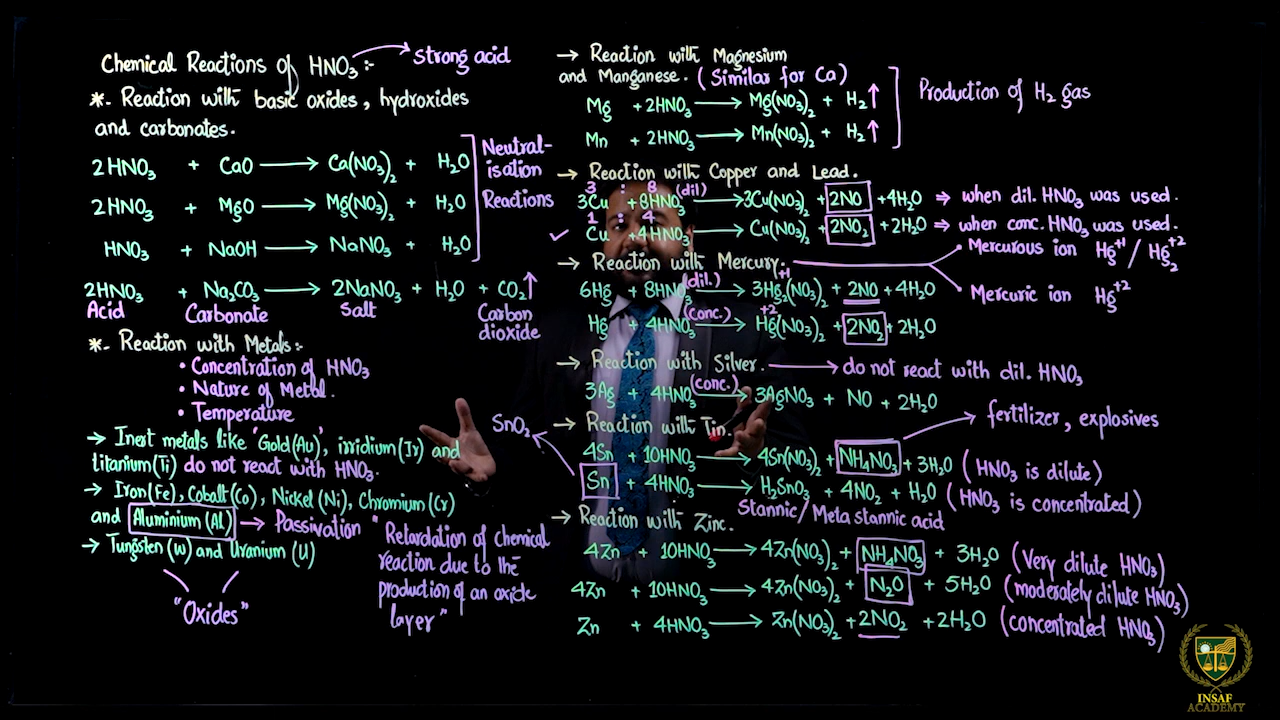 Chemical Reactions of HNO₃ :-
strong acid
*. Reaction with basic oxides, hydroxides
and carbonates.
2HNO₃ + CaO ⟶ Ca(NO₃)₂ + H₂O
2HNO₃ + MgO ⟶ Mg(NO₃)₂ + H₂O
HNO₃ + NaOH ⟶ NaNO₃ + H₂O
Neutral-
isation
Reactions
2HNO₃ + Na₂CO₃ ⟶ 2NaNO₃ + H₂O + CO₂↑
Acid Carbonate Salt Carbon
dioxide
*. Reaction with Metals:-
• Concentration of HNO₃
• Nature of Metal.
• Temperature
→ Inert metals like 'Gold(Au)', irridium(Ir) and
titanium(Ti) do not react with HNO₃.
→ Iron(Fe), Cobalt(Co), Nickel(Ni), Chromium(Cr)
and Aluminium(Al) → Passivation
→ Tungsten (W) and Uranium (U)
"Oxides"
"Retardation of chemical
reaction due to the
production of an oxide
layer"
→ Reaction with Magnesium
and Manganese. (Similar for Ca)
Mg + 2HNO₃ ⟶ Mg(NO₃)₂ + H₂↑
Mn + 2HNO₃ ⟶ Mn(NO₃)₂ + H₂↑
Production of H₂ gas
→ Reaction with Copper and Lead.
3 : 8 (dil)
3Cu + 8HNO₃ ⟶ 3Cu(NO₃)₂ + 2NO + 4H₂O ⇒ when dil. HNO₃ was used.
1 : 4
✓ Cu + 4HNO₃ ⟶ Cu(NO₃)₂ + 2NO₂ + 2H₂O ⇒ when conc. HNO₃ was used.
→ Reaction with Mercury.
• Mercurous ion Hg⁺¹ / Hg₂⁺²
• Mercuric ion Hg⁺²
(dil.) +1
6Hg + 8HNO₃ ⟶ 3Hg₂(NO₃)₂ + 2NO + 4H₂O
(conc.) +2
Hg + 4HNO₃ ⟶ Hg(NO₃)₂ + 2NO₂ + 2H₂O
→ Reaction with Silver. ⟶ do not react with dil. HNO₃
(conc.)
3Ag + 4HNO₃ ⟶ 3AgNO₃ + NO + 2H₂O
→ Reaction with Tin.
fertilizer, explosives
SnO₂
4Sn + 10HNO₃ ⟶ 4Sn(NO₃)₂ + NH₄NO₃ + 3H₂O (HNO₃ is dilute)
Sn + 4HNO₃ ⟶ H₂SnO₃ + 4NO₂ + H₂O (HNO₃ is concentrated)
Stannic/Meta stannic acid
→ Reaction with Zinc.
4Zn + 10HNO₃ ⟶ 4Zn(NO₃)₂ + NH₄NO₃ + 3H₂O (Very dilute HNO₃)
4Zn + 10HNO₃ ⟶ 4Zn(NO₃)₂ + N₂O + 5H₂O (moderately dilute HNO₃)
Zn + 4HNO₃ ⟶ Zn(NO₃)₂ + 2NO₂ + 2H₂O (concentrated HNO₃)
INSAF
ACADEMY